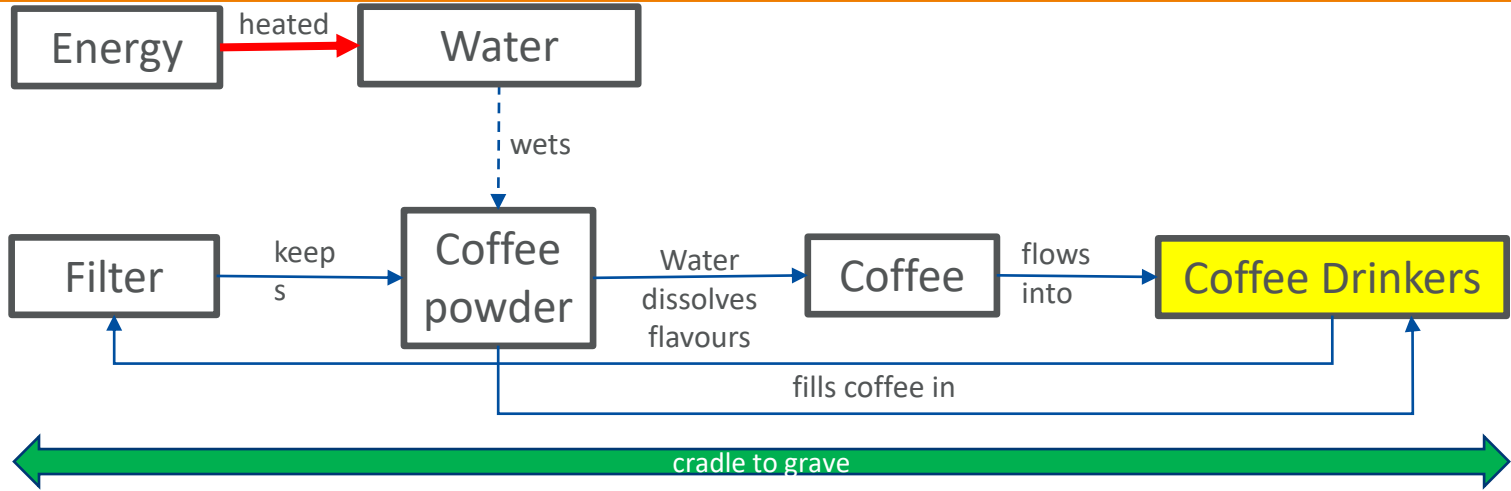 Energy
heated
Water
wets
Filter
keep
s
Coffee
powder
Water
dissolves
flavours
Coffee
flows
into
Coffee Drinkers
fills coffee in
cradle to grave